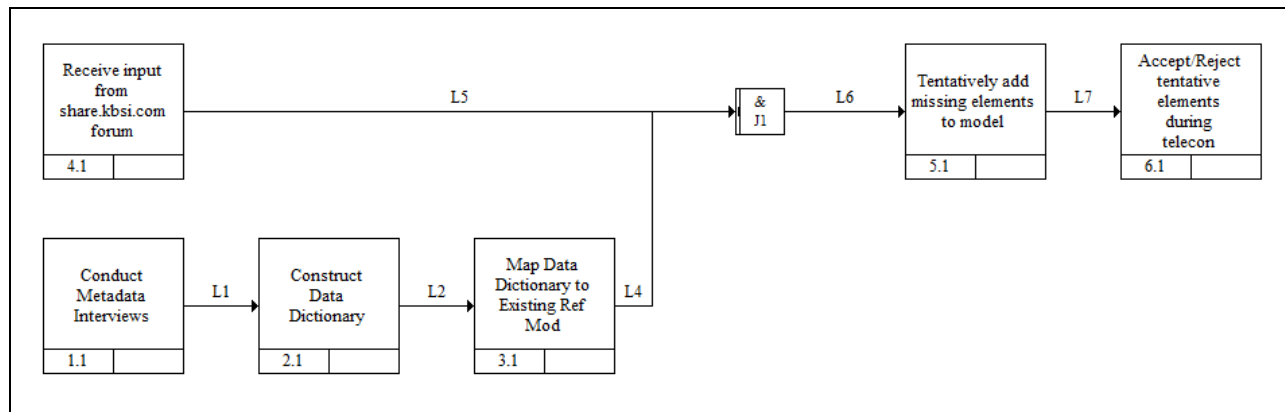 Receive input
from
share.kbsi.com
forum
4.1
L5
&
J1
L6
Tentatively add
missing elements
to model
5.1
L7
Accept/Reject
tentative
elements
during
telecon
6.1
Conduct
Metadata
Interviews
1.1
L1
Construct
Data
Dictionary
2.1
L2
Map Data
Dictionary to
Existing Ref
Mod
3.1
L4